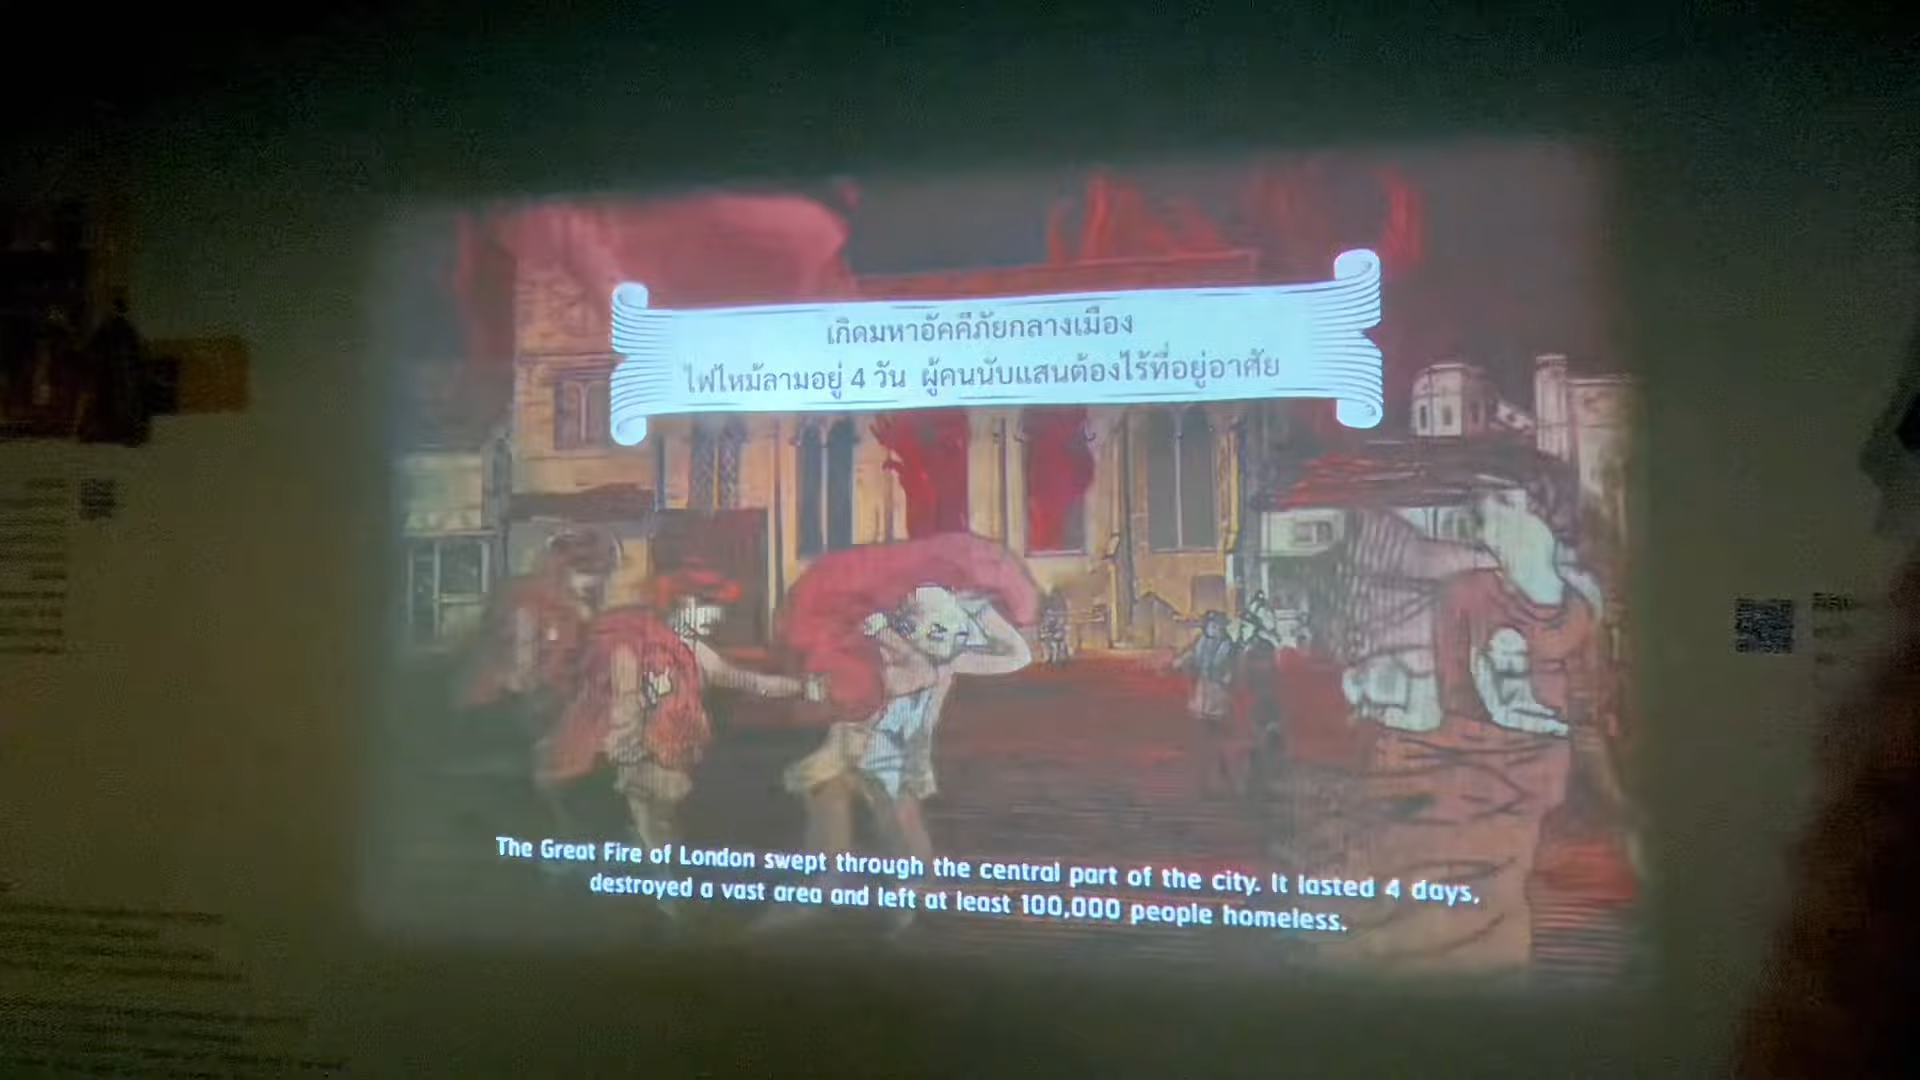 เกิดมหาอัคคีภัยกลางเมือง
ไฟไหม้ลามอยู่ 4 วัน ผู้คนนับแสนต้องไร้ที่อยู่อาศัย
The Great Fire of London swept through the central part of the city. It lasted 4 days,
destroyed a vast area and left at least 100,000 people homeless.